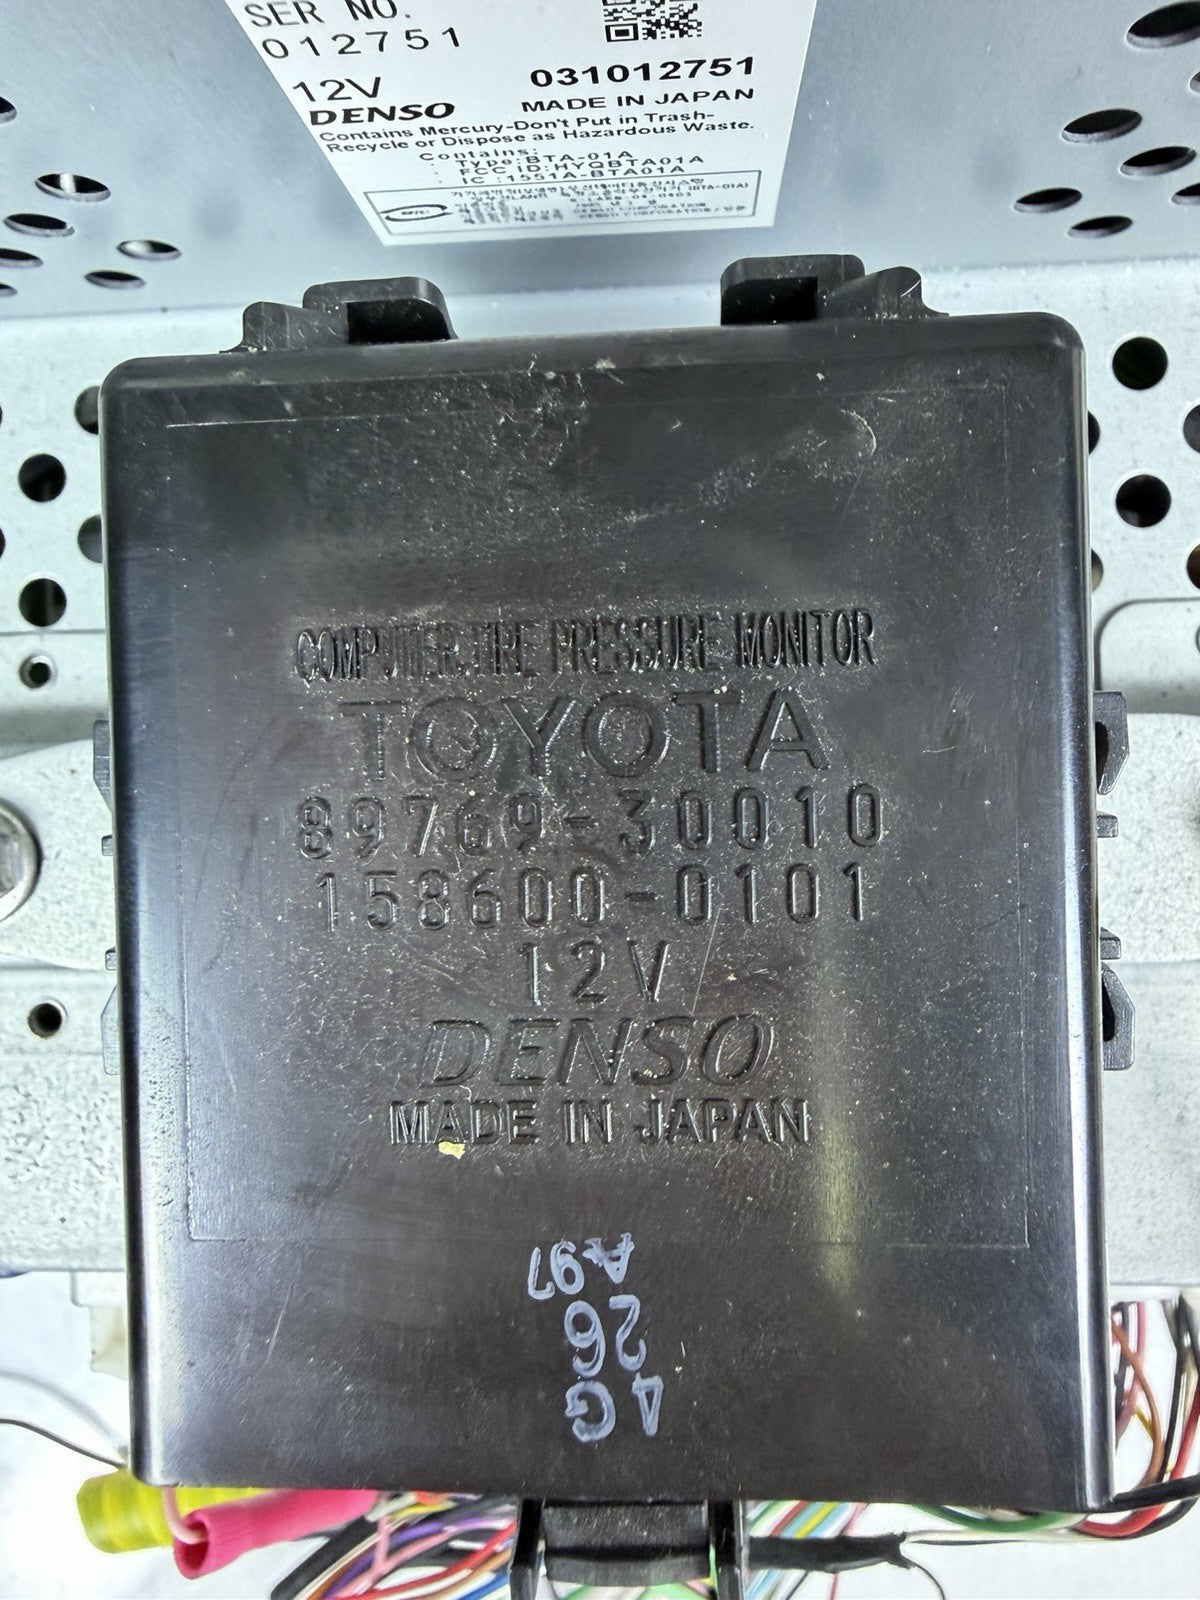 SER NO.
012751
12V
031012751
DENSO
MADE IN JAPAN
Contains Mercury-Don't Put in Trash-
Recycle or Dispose as Hazardous Waste.
Contains:
Type:BTA-01A
FCC ID:HYQBTA01A
IC :1551A-BTA01A
(BTA-01A)
COMPUTER.TIRE PRESSURE MONITOR
TOYOTA
89769-30010
158600-0101
12V
DENSO
MADE IN JAPAN
A97
26
4G